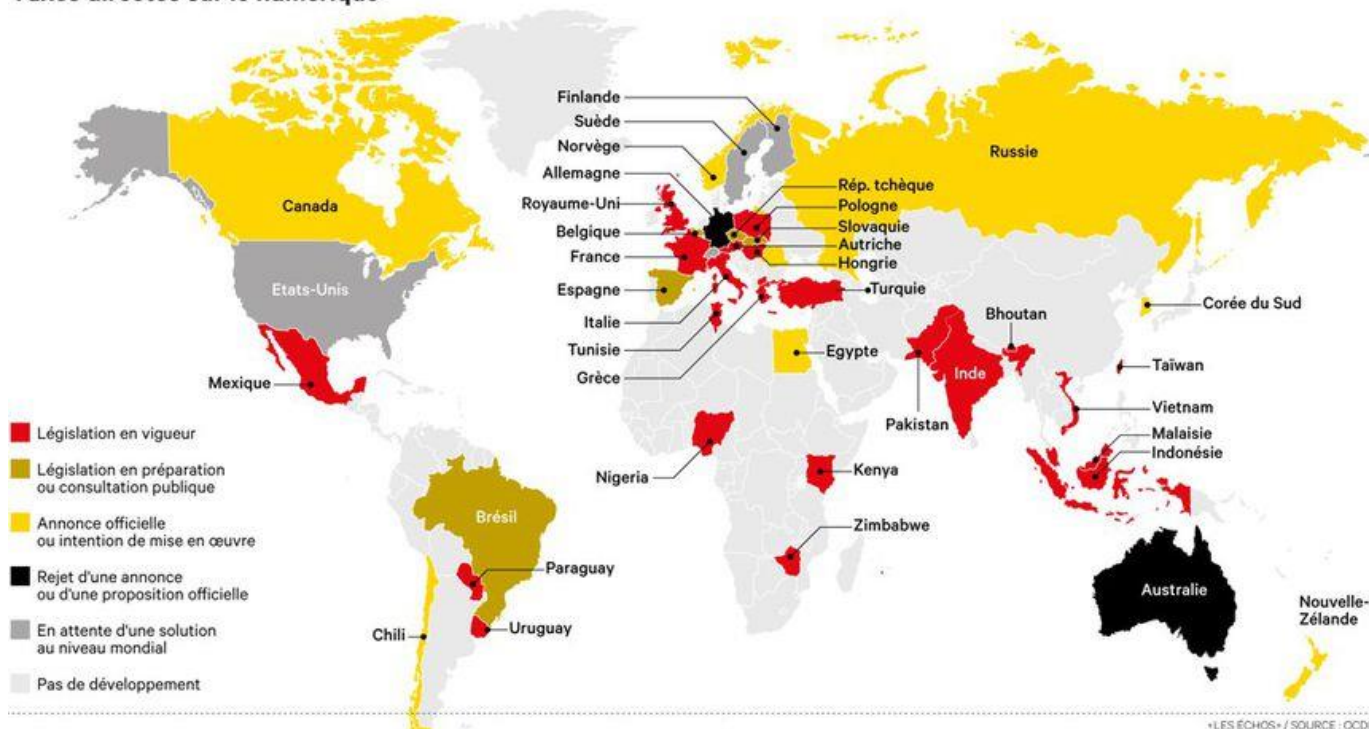 Finlande
Suède
Norvège
Allemagne
Royaume-Uni
Belgique
France
Espagne
Italie
Tunisie
Grèce
Rép. tchèque
Pologne
Slovaquie
Autriche
Hongrie
Turquie
Russie
Canada
Etats-Unis
Mexique
Egypte
Bhoutan
Corée du Sud
Inde
Taïwan
Pakistan
Vietnam
Malaisie
Indonésie
Nigeria
Kenya
Zimbabwe
Brésil
Paraguay
Chili
Uruguay
Australie
Nouvelle-
Zélande
Législation en vigueur
Législation en préparation
ou consultation publique
Annonce officielle
ou intention de mise en œuvre
Rejet d'une annonce
ou d'une proposition officielle
En attente d'une solution
au niveau mondial
Pas de développement
«LES ÉCHOS» / SOURCE : OCD